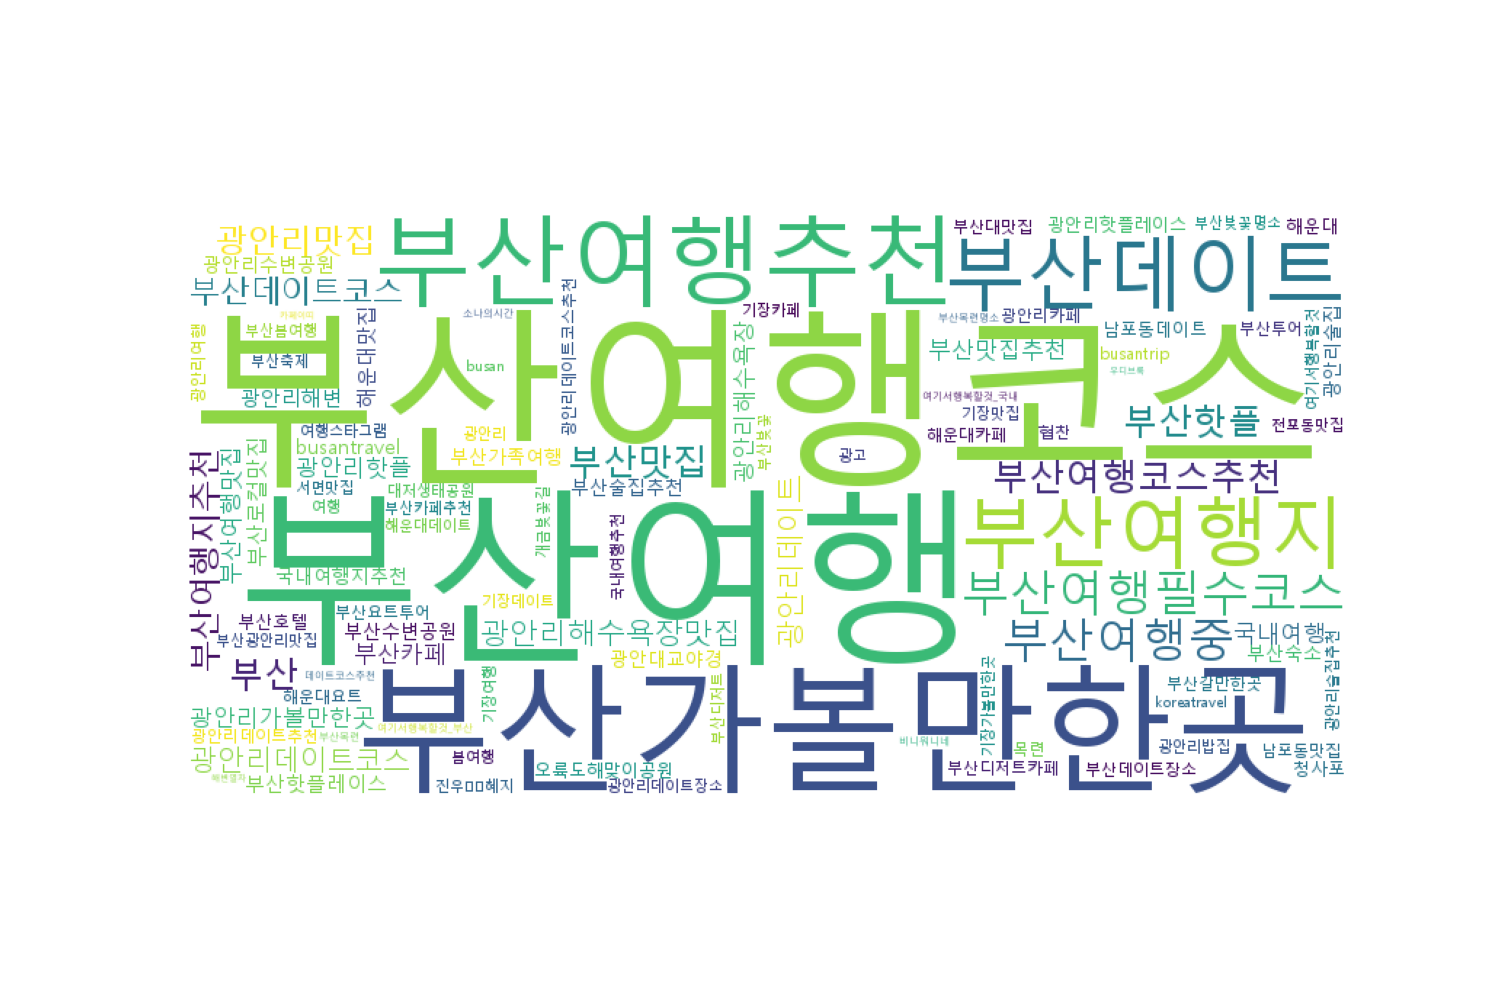 광안리맛집
부산여행추천
부산대맛집
광안리핫플레이스
부산벚꽃명소
해운대
광안리수변공원
부산데이트
부산데이트코스
광안리데이트코스추천
소나의시간
기장카페
부산목련명소
광안리카페
남포동데이트
부산투어
여기서행복할것
광안리술집
광안리여행
부산봄여행
해운대맛집
부산여행코스
부산축제
busan
광안리해수욕장
부산맛집추천
busantrip
우디브룩
광안리해변
여기서행복할것_국내
여행스타그램
광안리
부산벚꽃
기장맛집
부산핫플
전포동맛집
해운대카페
협찬
busantravel
부산가족여행
부산맛집
광고
부산여행지추천
부산여행맛집
부산로컬맛집
광안리핫플
부산여행코스추천
서면맛집
대저생태공원
부산술집추천
광안리데이트
여행
부산카페추천
개금벚꽃길
부산여행
부산여행지
해운대데이트
국내여행추천
국내여행지추천
부산여행필수코스
기장데이트
부산호텔
부산요트투어
부산광안리맛집
부산수변공원
광안리해수욕장맛집
부산여행중
국내여행
부산카페
광안대교야경
부산숙소
부산
데이트코스추천
기장여행
부산디저트
기장가볼만한곳
부산갈만한곳
광안리술집추천
해운대요트
부산가볼만한곳
koreatravel
광안리가볼만한곳
여기서행복할것_부산
광안리데이트추천
부산목련
비니워니네
광안리데이트코스
봄여행
목련
광안리밥집
남포동맛집
오륙도해맞이공원
부산디저트카페
부산데이트장소
청사포
부산핫플레이스
진우□□혜지
광안리데이트장소